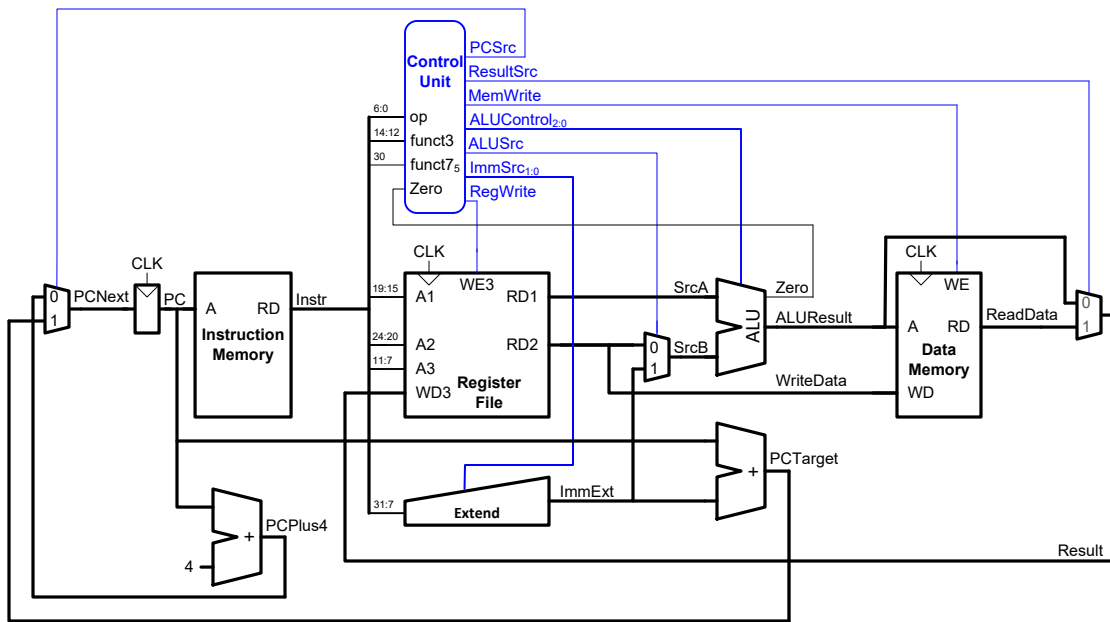 PCSrc
Control
Unit
ResultSrc
MemWrite
6:0
op
ALUControl2:0
14:12
funct3
ALUSrc
30
funct75
ImmSrc1:0
Zero
RegWrite
CLK
CLK
CLK
0
1
PCNext
PC
A
RD
Instruction
Memory
Instr
19:15
A1
WE3
RD1
24:20
A2
RD2
11:7
A3
WD3
Register
File
0
1
SrcA
SrcB
ALU
Zero
ALUResult
WriteData
WE
A
RD
Data
Memory
WD
ReadData
0
1
PCTarget
+
31:7
Extend
ImmExt
PCPlus4
+
4
Result